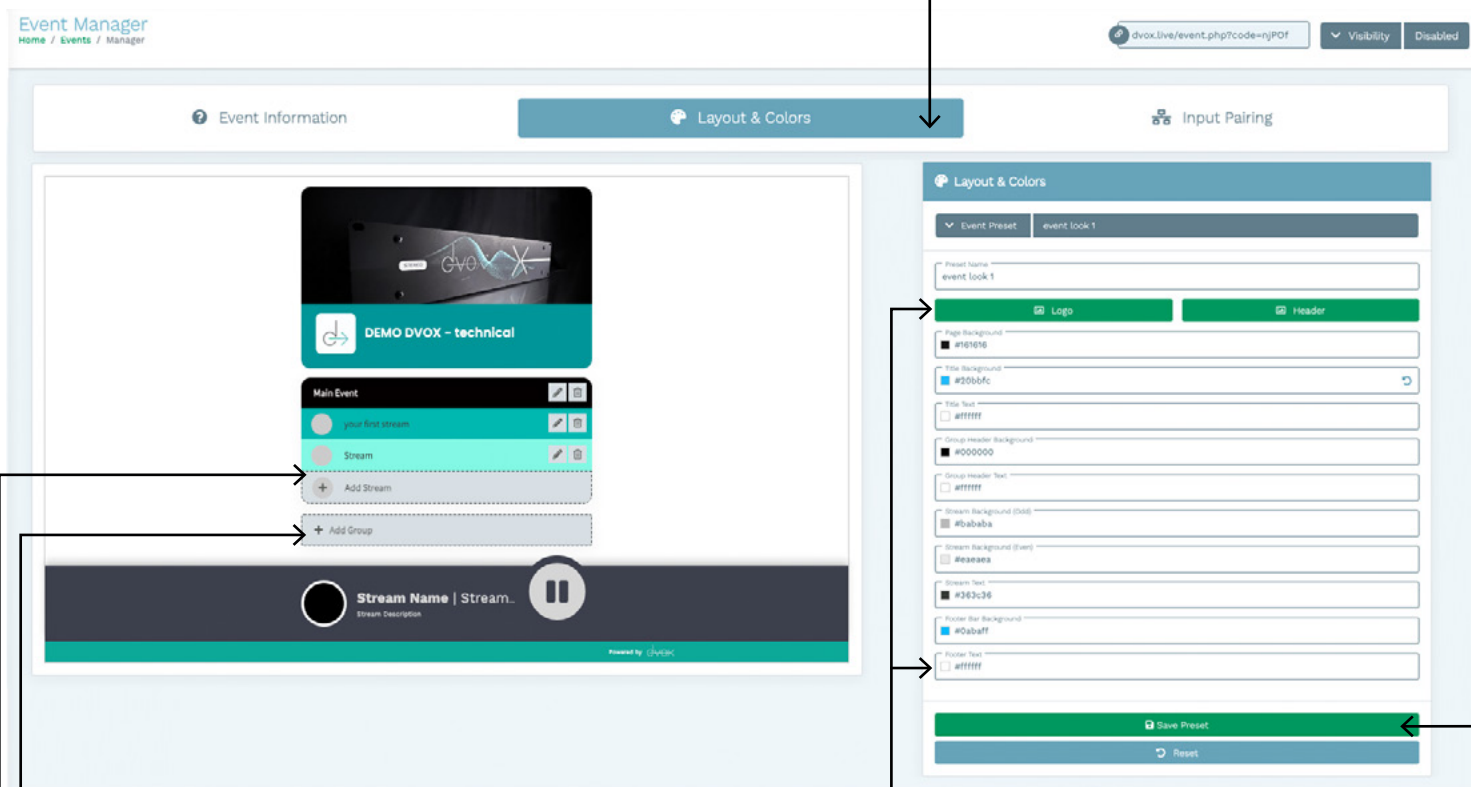 Event Manager
Home / Events / Manager
dvox.live/event.php?code=njPOf
Visibility
Disabled
Event Information
Layout & Colors
Input Pairing
dvox
DEMO DVOX - technical
Main Event
your first stream
Stream
Add Stream
Add Group
Stream Name | Stream..
Stream Description
Powered by dvox
Layout & Colors
Event Preset
event look 1
Preset Name
event look 1
Logo
Header
Page Background
#161616
Title Background
#20bbfc
Title Text
#ffffff
Group Header Background
#000000
Group Header Text
#ffffff
Stream Background (Odd)
#bababa
Stream Background (Even)
#eaeaea
Stream Text
#363c36
Footer Bar Background
#0abaff
Footer Text
#ffffff
Save Preset
Reset